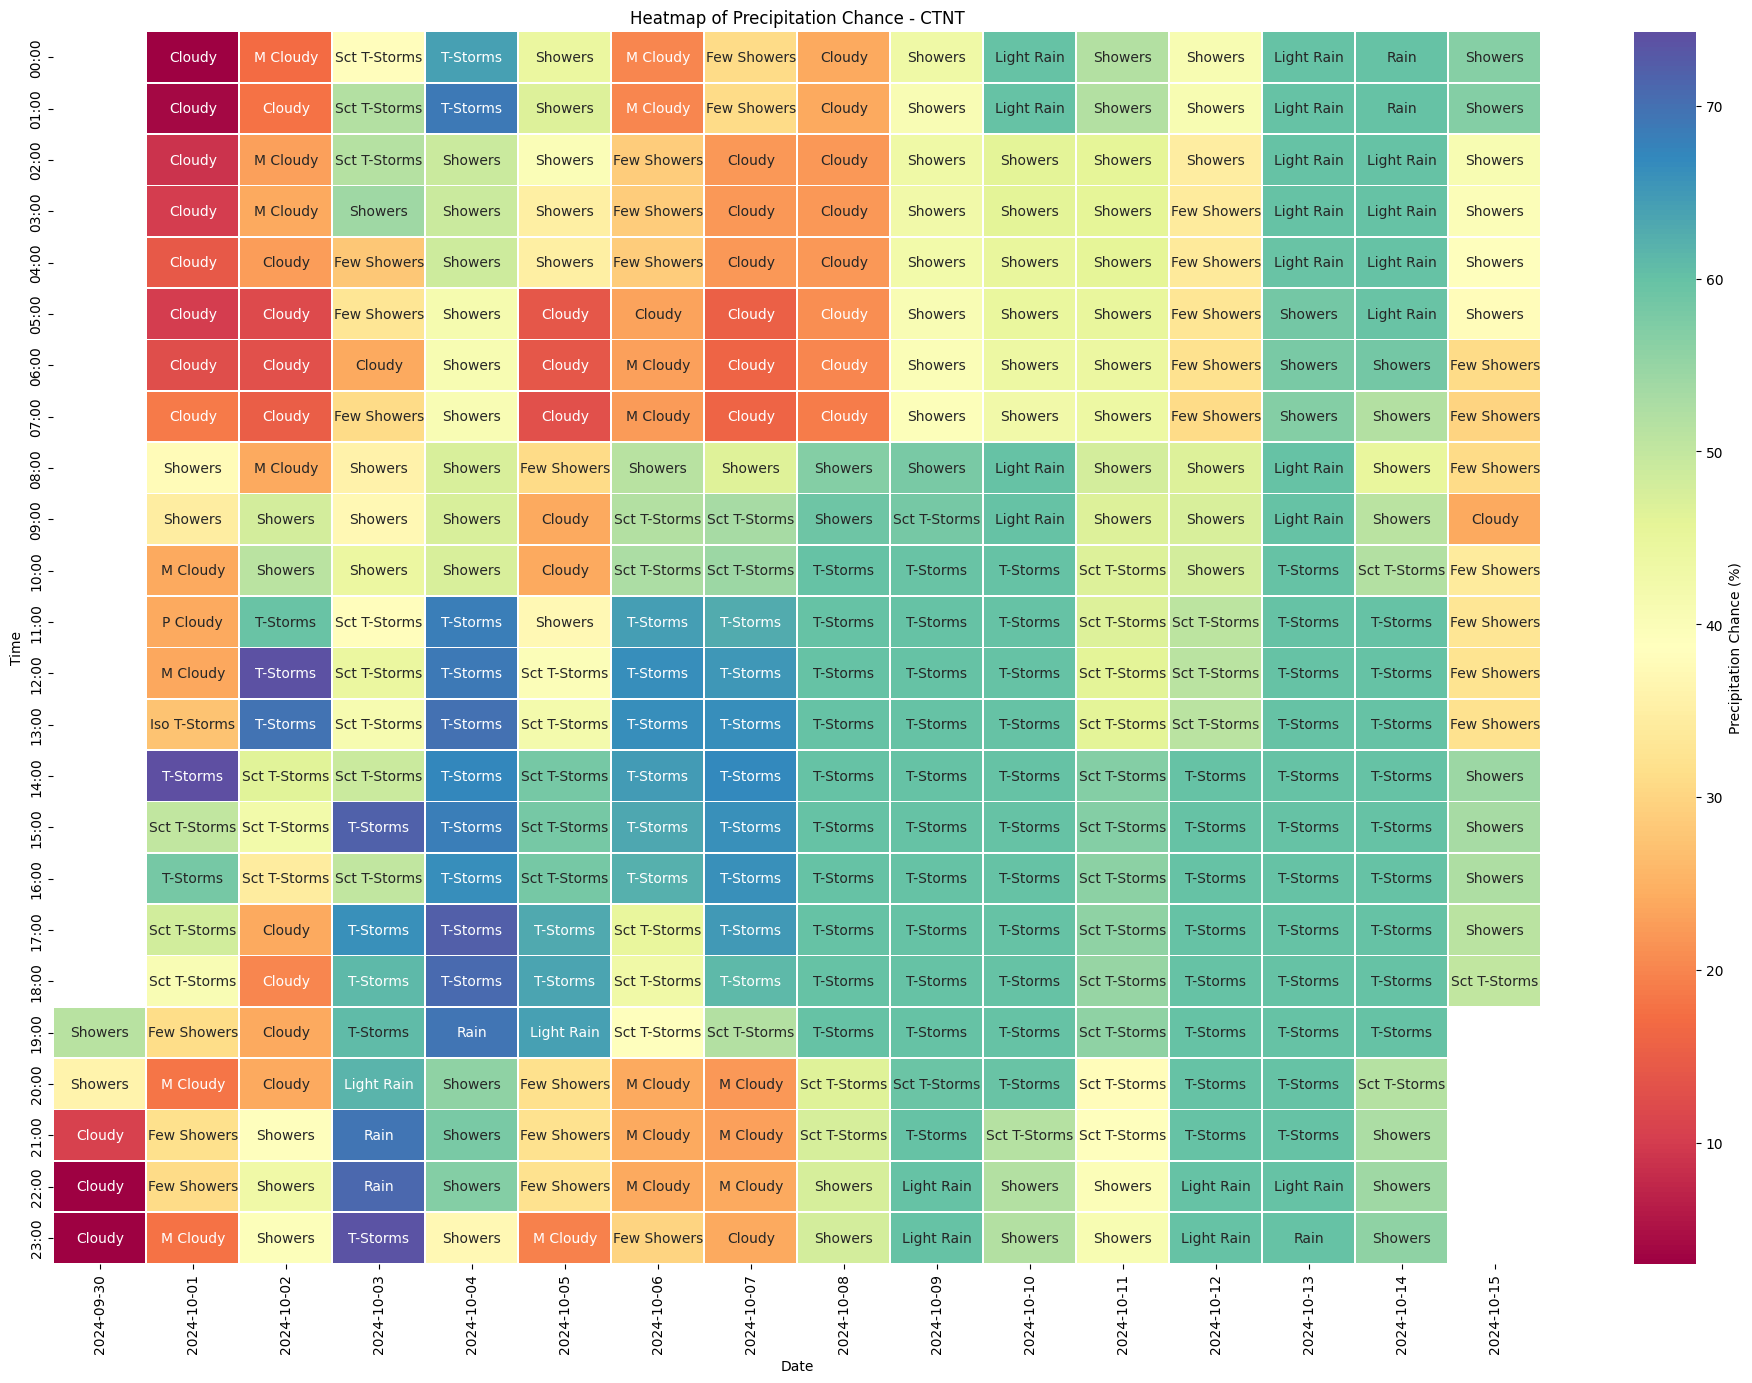 Heatmap of Precipitation Chance - CTNT
00:00 Cloudy M Cloudy Sct T-Storms T-Storms Showers M Cloudy Few Showers Cloudy Showers Light Rain Showers Showers Light Rain Rain Showers
01:00 Cloudy Cloudy Sct T-Storms T-Storms Showers M Cloudy Few Showers Cloudy Showers Light Rain Showers Showers Light Rain Rain Showers
02:00 Cloudy M Cloudy Sct T-Storms Showers Showers Few Showers Cloudy Cloudy Showers Showers Showers Showers Light Rain Light Rain Showers
03:00 Cloudy M Cloudy Showers Showers Showers Few Showers Cloudy Cloudy Showers Showers Showers Few Showers Light Rain Light Rain Showers
04:00 Cloudy Cloudy Few Showers Showers Showers Few Showers Cloudy Cloudy Showers Showers Showers Few Showers Light Rain Light Rain Showers
05:00 Cloudy Cloudy Few Showers Showers Cloudy Cloudy Cloudy Cloudy Showers Showers Showers Few Showers Showers Light Rain Showers
06:00 Cloudy Cloudy Cloudy Showers Cloudy M Cloudy Cloudy Cloudy Showers Showers Showers Few Showers Showers Showers Few Showers
07:00 Cloudy Cloudy Few Showers Showers Cloudy M Cloudy Cloudy Cloudy Showers Showers Showers Few Showers Showers Showers Few Showers
08:00 Showers M Cloudy Showers Showers Few Showers Showers Showers Showers Showers Light Rain Showers Showers Light Rain Showers Few Showers
09:00 Showers Showers Showers Showers Cloudy Sct T-Storms Sct T-Storms Showers Sct T-Storms Light Rain Showers Showers Light Rain Showers Cloudy
10:00 M Cloudy Showers Showers Showers Cloudy Sct T-Storms Sct T-Storms T-Storms T-Storms T-Storms Sct T-Storms Showers T-Storms Sct T-Storms Few Showers
11:00 P Cloudy T-Storms Sct T-Storms T-Storms Showers T-Storms T-Storms T-Storms T-Storms T-Storms Sct T-Storms Sct T-Storms T-Storms T-Storms Few Showers
12:00 M Cloudy T-Storms Sct T-Storms T-Storms Sct T-Storms T-Storms T-Storms T-Storms T-Storms T-Storms Sct T-Storms Sct T-Storms T-Storms T-Storms Few Showers
13:00 Iso T-Storms T-Storms Sct T-Storms T-Storms Sct T-Storms T-Storms T-Storms T-Storms T-Storms T-Storms Sct T-Storms Sct T-Storms T-Storms T-Storms Few Showers
14:00 T-Storms Sct T-Storms Sct T-Storms T-Storms Sct T-Storms T-Storms T-Storms T-Storms T-Storms T-Storms Sct T-Storms T-Storms T-Storms T-Storms Showers
15:00 Sct T-Storms Sct T-Storms T-Storms T-Storms Sct T-Storms T-Storms T-Storms T-Storms T-Storms T-Storms Sct T-Storms T-Storms T-Storms T-Storms Showers
16:00 T-Storms Sct T-Storms Sct T-Storms T-Storms Sct T-Storms T-Storms T-Storms T-Storms T-Storms T-Storms Sct T-Storms T-Storms T-Storms T-Storms Showers
17:00 Sct T-Storms Cloudy T-Storms T-Storms T-Storms Sct T-Storms T-Storms T-Storms T-Storms T-Storms Sct T-Storms T-Storms T-Storms T-Storms Showers
18:00 Sct T-Storms Cloudy T-Storms T-Storms T-Storms Sct T-Storms T-Storms T-Storms T-Storms T-Storms Sct T-Storms T-Storms T-Storms T-Storms Sct T-Storms
19:00 Showers Few Showers Cloudy T-Storms Rain Light Rain Sct T-Storms Sct T-Storms T-Storms T-Storms T-Storms Sct T-Storms T-Storms T-Storms T-Storms
20:00 Showers M Cloudy Cloudy Light Rain Showers Few Showers M Cloudy M Cloudy Sct T-Storms Sct T-Storms T-Storms Sct T-Storms T-Storms T-Storms Sct T-Storms
21:00 Cloudy Few Showers Showers Rain Showers Few Showers M Cloudy M Cloudy Sct T-Storms T-Storms Sct T-Storms Sct T-Storms T-Storms T-Storms Showers
22:00 Cloudy Few Showers Showers Rain Showers Few Showers M Cloudy M Cloudy Showers Light Rain Showers Showers Light Rain Light Rain Showers
23:00 Cloudy M Cloudy Showers T-Storms Showers M Cloudy Few Showers Cloudy Showers Light Rain Showers Showers Light Rain Rain Showers
2024-09-30 2024-10-01 2024-10-02 2024-10-03 2024-10-04 2024-10-05 2024-10-06 2024-10-07 2024-10-08 2024-10-09 2024-10-10 2024-10-11 2024-10-12 2024-10-13 2024-10-14 2024-10-15
Time
Date
70
60
50
40
30
20
10
Precipitation Chance (%)